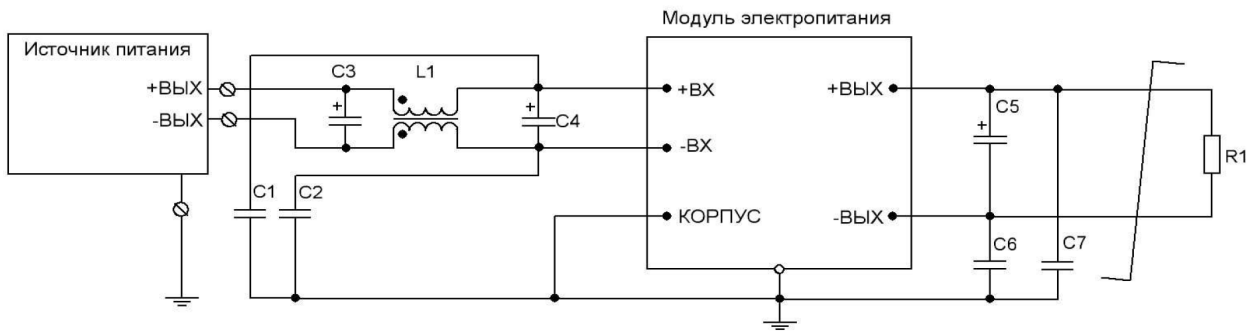 Модуль электропитания
Источник питания
+ВЫХ
-ВЫХ
C3
+
L1
+
C4
C1
C2
+ВХ
-ВХ
КОРПУС
+ВЫХ
-ВЫХ
C5
+
C6
C7
R1